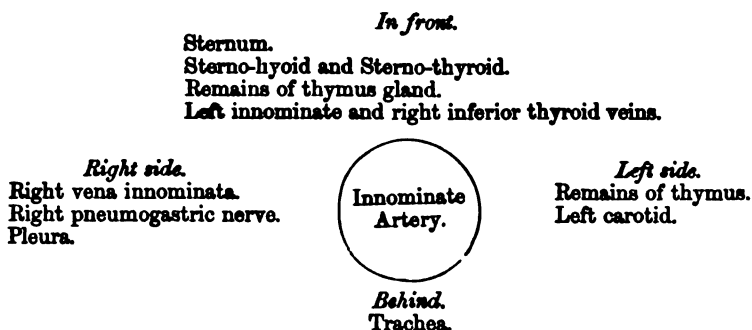 In front.
Sternum.
Sterno-hyoid and Sterno-thyroid.
Remains of thymus gland.
Left innominate and right inferior thyroid veins.
Right side.
Right vena innominata.
Right pneumogastric nerve.
Pleura.
Innominate
Artery.
Left side.
Remains of thymus.
Left carotid.
Behind.
Trachea.